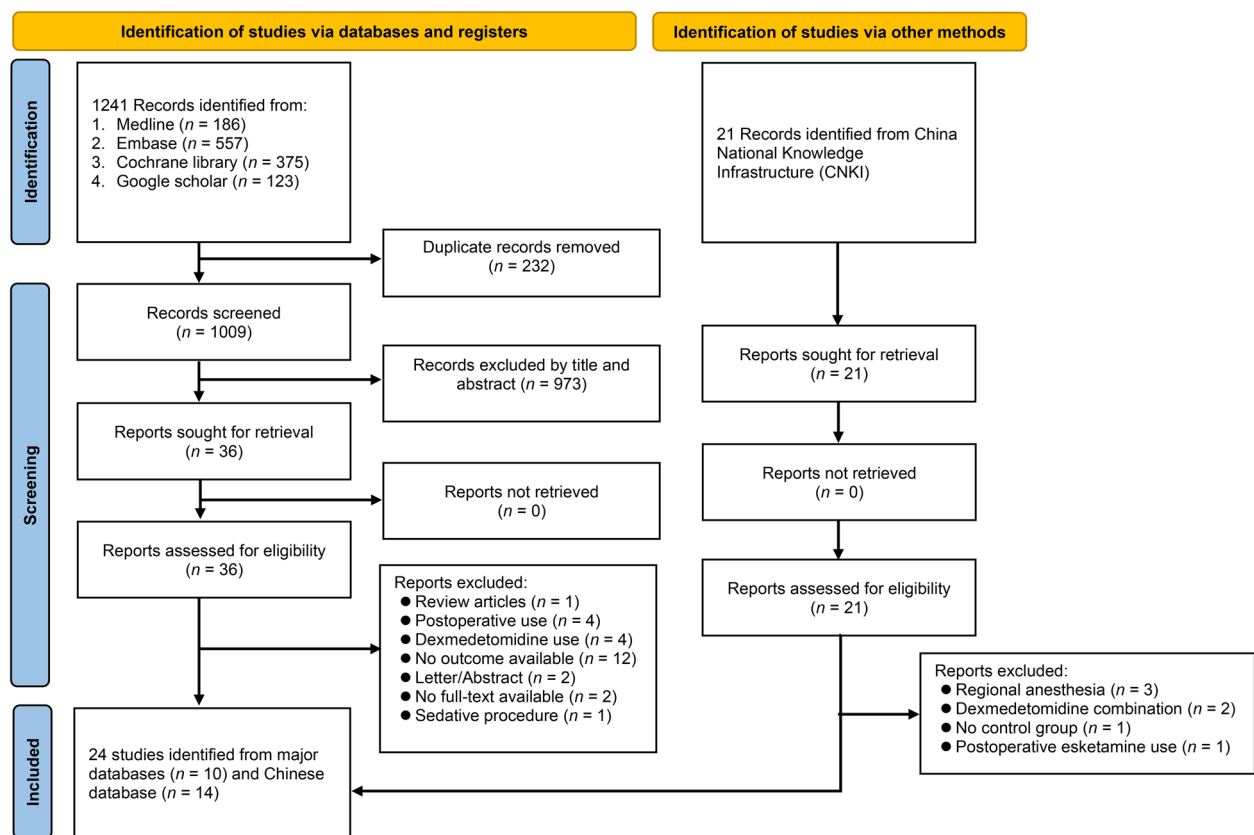 Identification of studies via databases and registers
Identification of studies via other methods
Identification
1241 Records identified from:
1. Medline (n = 186)
2. Embase (n = 557)
3. Cochrane library (n = 375)
4. Google scholar (n = 123)
21 Records identified from China
National Knowledge
Infrastructure (CNKI)
Duplicate records removed
(n = 232)
Screening
Records screened
(n = 1009)
Records excluded by title and
abstract (n = 973)
Reports sought for retrieval
(n = 36)
Reports not retrieved
(n = 0)
Reports assessed for eligibility
(n = 36)
Reports excluded:
● Review articles (n = 1)
● Postoperative use (n = 4)
● Dexmedetomidine use (n = 4)
● No outcome available (n = 12)
● Letter/Abstract (n = 2)
● No full-text available (n = 2)
● Sedative procedure (n = 1)
Reports sought for retrieval
(n = 21)
Reports not retrieved
(n = 0)
Reports assessed for eligibility
(n = 21)
Reports excluded:
● Regional anesthesia (n = 3)
● Dexmedetomidine combination (n = 2)
● No control group (n = 1)
● Postoperative esketamine use (n = 1)
Included
24 studies identified from major
databases (n = 10) and Chinese
database (n = 14)